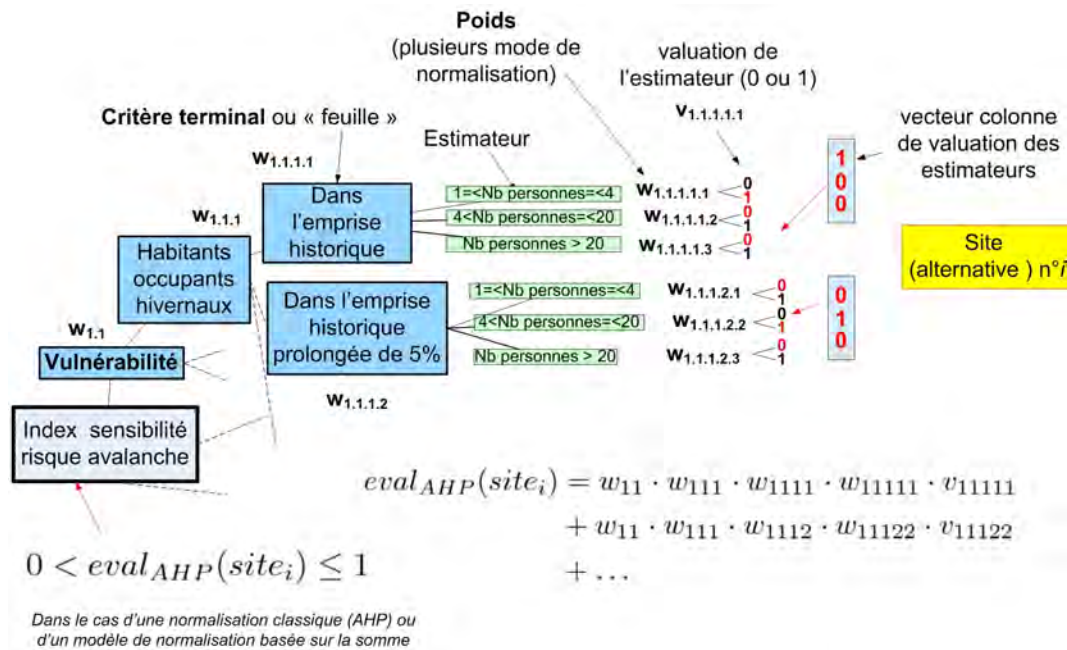 Poids
(plusieurs mode de
normalisation)
valuation de
l'estimateur (0 ou 1)
Critère terminal ou « feuille »
Estimateur
v1.1.1.1.1
vecteur colonne
de valuation des
estimateurs
w1.1.1.1
Dans
l'emprise
historique
1=<Nb personnes=<4
4<Nb personnes=<20
Nb personnes > 20
w1.1.1.1.1
w1.1.1.1.2
w1.1.1.1.3
0
1
0
1
0
1
1
0
0
w1.1.1
Habitants
occupants
hivernaux
Site
(alternative ) n°i
Dans l'emprise
historique
prolongée de 5%
1=<Nb personnes=<4
4<Nb personnes=<20
Nb personnes > 20
w1.1.1.2.1
w1.1.1.2.2
w1.1.1.2.3
0
1
0
1
0
1
0
1
0
w1.1
Vulnérabilité
w1.1.1.2
Index sensibilité
risque avalanche
evalAHP(sitei) = w11 · w111 · w1111 · w11111 · v11111
+ w11 · w111 · w1112 · w11122 · v11122
+ …
0 < evalAHP(sitei) ≤ 1
Dans le cas d'une normalisation classique (AHP) ou
d'un modèle de normalisation basée sur la somme